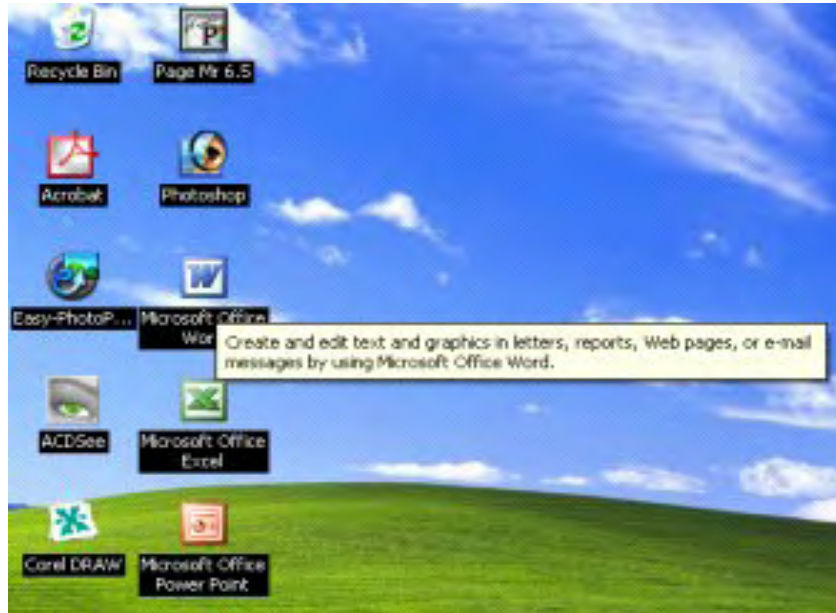 Recycle Bin
Page Mr 6.5
Acrobat
Photoshop
Easy-PhotoP...
Microsoft Office
Wor
Create and edit text and graphics in letters, reports, Web pages, or e-mail
messages by using Microsoft Office Word.
ACDSee
Microsoft Office
Excel
Corel DRAW
Microsoft Office
Power Point